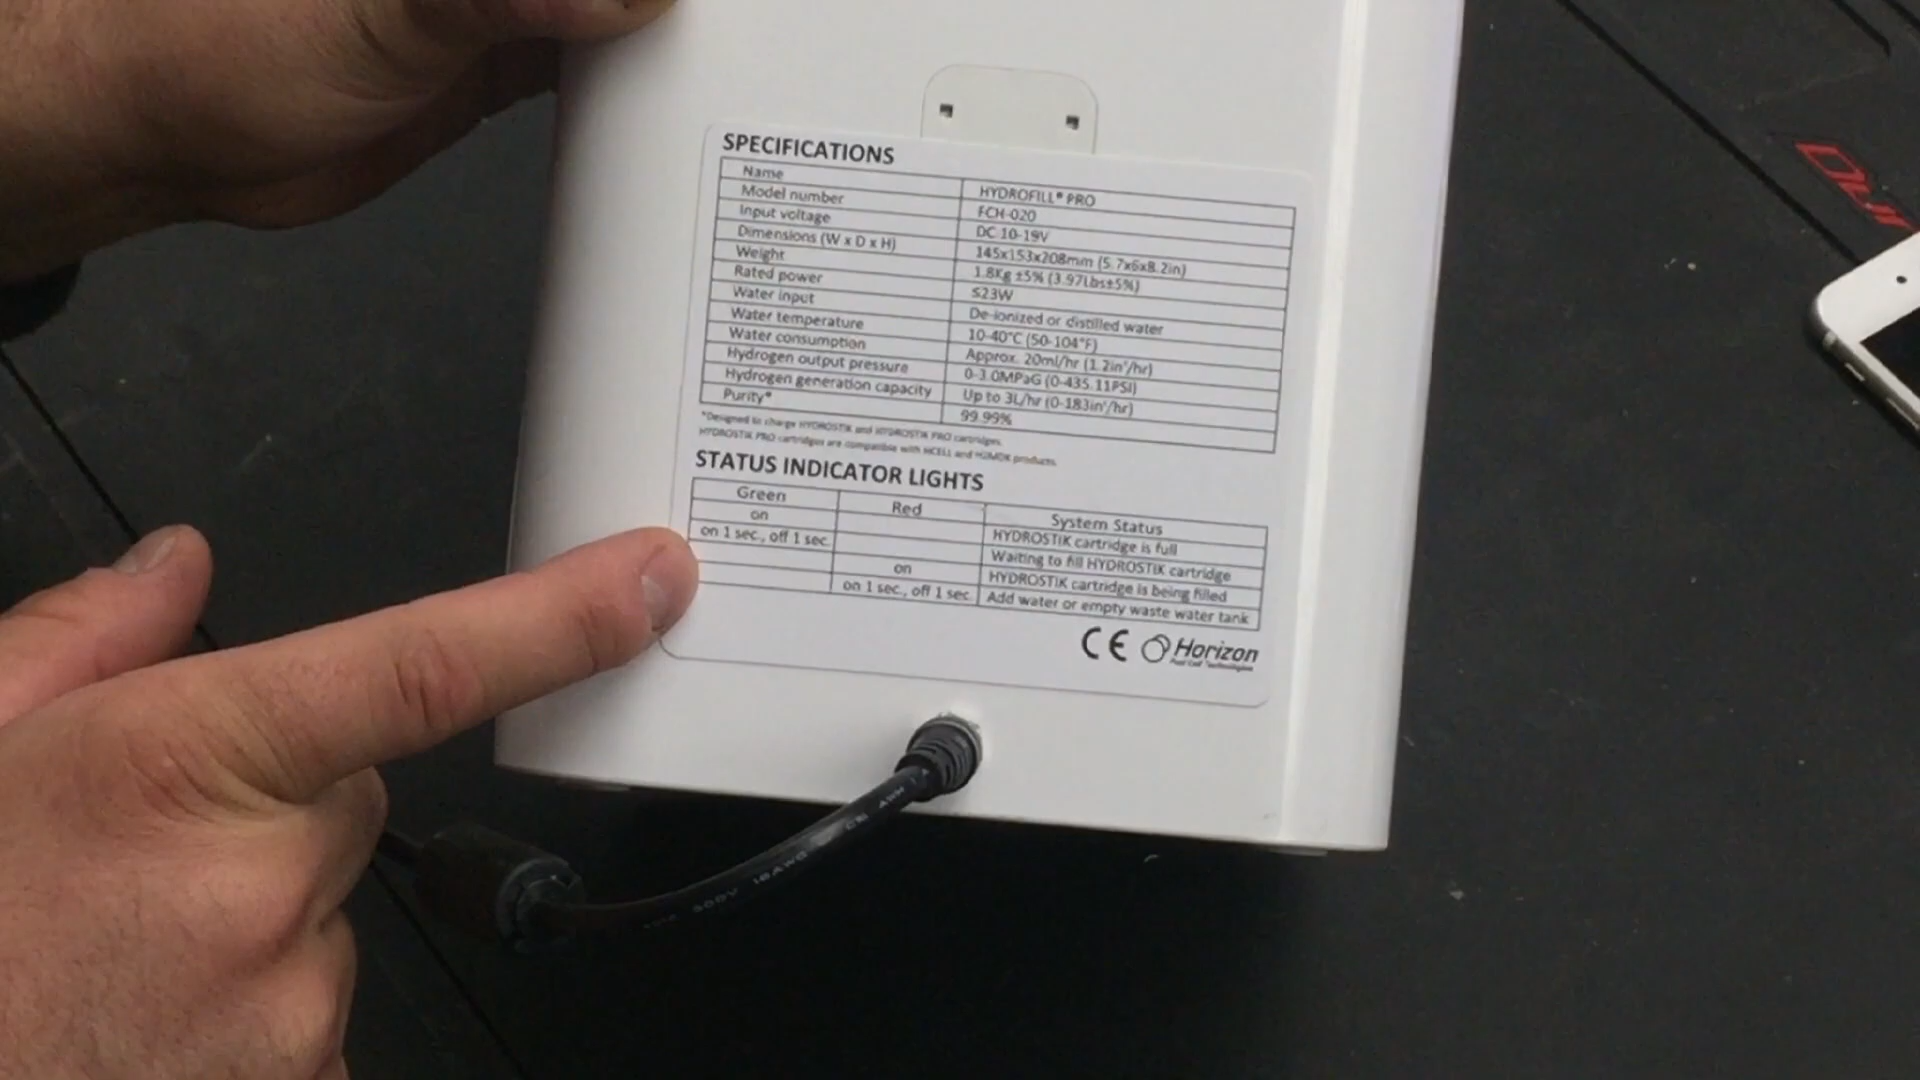 SPECIFICATIONS
Name HYDROFILL® PRO
Model number FCH-020
Input voltage DC 10-19V
Dimensions (W x D x H) 145x153x208mm (5.7x6x8.2in)
Weight 1.8Kg ±5% (3.97Lbs±5%)
Rated power ≤23W
Water input De-ionized or distilled water
Water temperature 10-40°C (50-104°F)
Water consumption Approx. 20ml/hr (1.2in³/hr)
Hydrogen output pressure 0-3.0MPaG (0-435.11PSI)
Hydrogen generation capacity Up to 3L/hr (0-183in³/hr)
Purity* 99.99%
*Designed to charge HYDROSTIK and HYDROSTIK PRO cartridges.
HYDROSTIK PRO cartridges are compatible with HCELL and products.
STATUS INDICATOR LIGHTS
Green Red System Status
on HYDROSTIK cartridge is full
on 1 sec., off 1 sec. Waiting to fill HYDROSTIK cartridge
on HYDROSTIK cartridge is being filled
on 1 sec., off 1 sec. Add water or empty waste water tank
CE Horizon
Fuel Cell Technologies
AWG